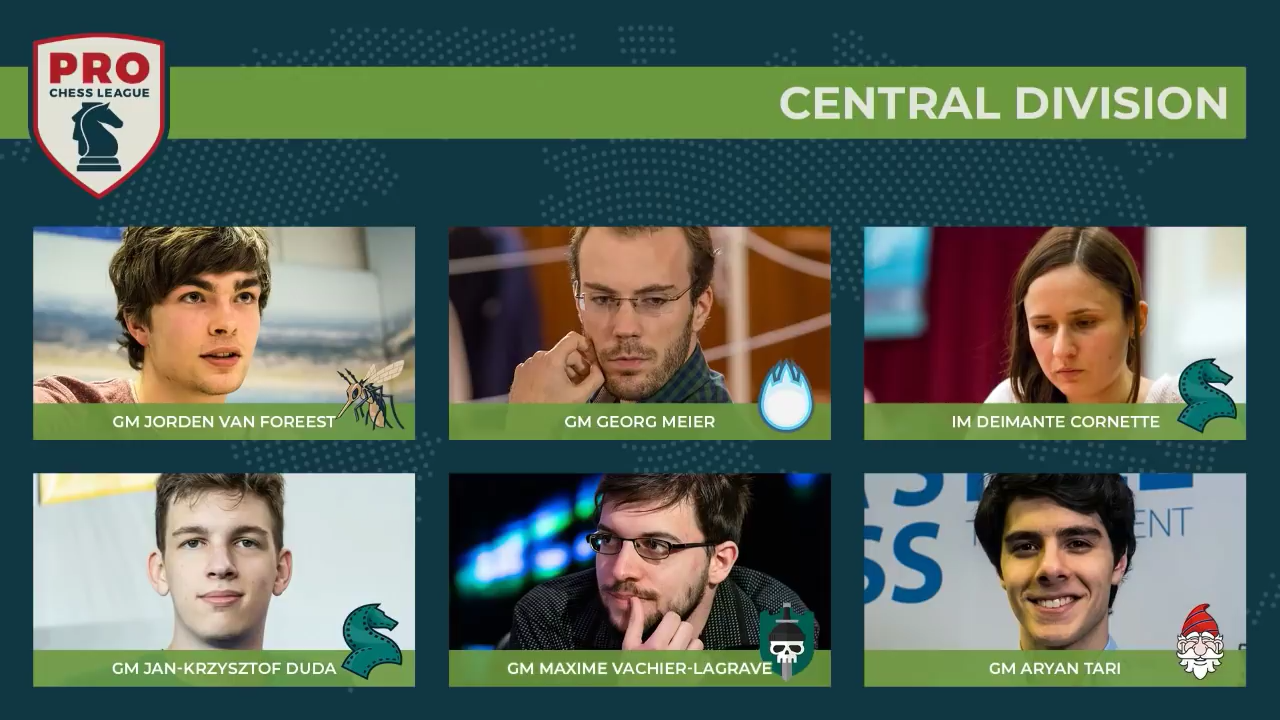 PRO
CHESS LEAGUE
CENTRAL DIVISION
GM JORDEN VAN FOREEST
GM GEORG MEIER
IM DEIMANTE CORNETTE
GM JAN-KRZYSZTOF DUDA
GM MAXIME VACHIER-LAGRAVE
GM ARYAN TARI